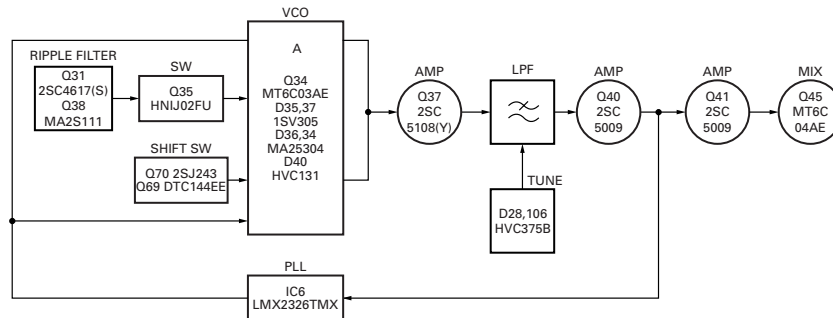 VCO
RIPPLE FILTER
Q31
2SC4617(S)
Q38
MA2S111
SW
Q35
HNIJ02FU
SHIFT SW
Q70 2SJ243
Q69 DTC144EE
A
Q34
MT6C03AE
D35,37
1SV305
D36,34
MA25304
D40
HVC131
AMP
Q37
2SC
5108(Y)
LPF
TUNE
D28,106
HVC375B
AMP
Q40
2SC
5009
AMP
Q41
2SC
5009
MIX
Q45
MT6C
04AE
PLL
IC6
LMX2326TMX